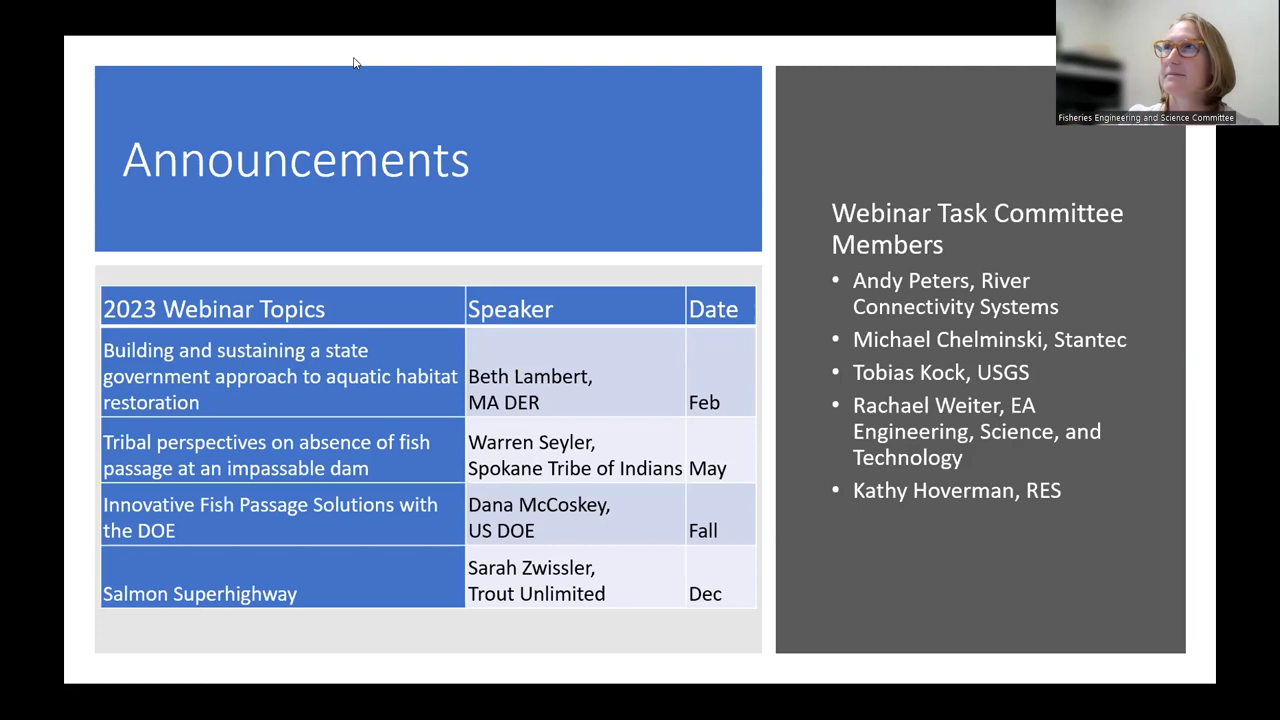 Announcements
2023 Webinar Topics Speaker Date
Building and sustaining a state
government approach to aquatic habitat
restoration
Beth Lambert,
MA DER
Feb
Tribal perspectives on absence of fish
passage at an impassable dam
Warren Seyler,
Spokane Tribe of Indians
May
Innovative Fish Passage Solutions with
the DOE
Dana McCoskey,
US DOE
Fall
Salmon Superhighway
Sarah Zwissler,
Trout Unlimited
Dec
Webinar Task Committee
Members
• Andy Peters, River
Connectivity Systems
• Michael Chelminski, Stantec
• Tobias Kock, USGS
• Rachael Weiter, EA
Engineering, Science, and
Technology
• Kathy Hoverman, RES
Fisheries Engineering and Science Committee